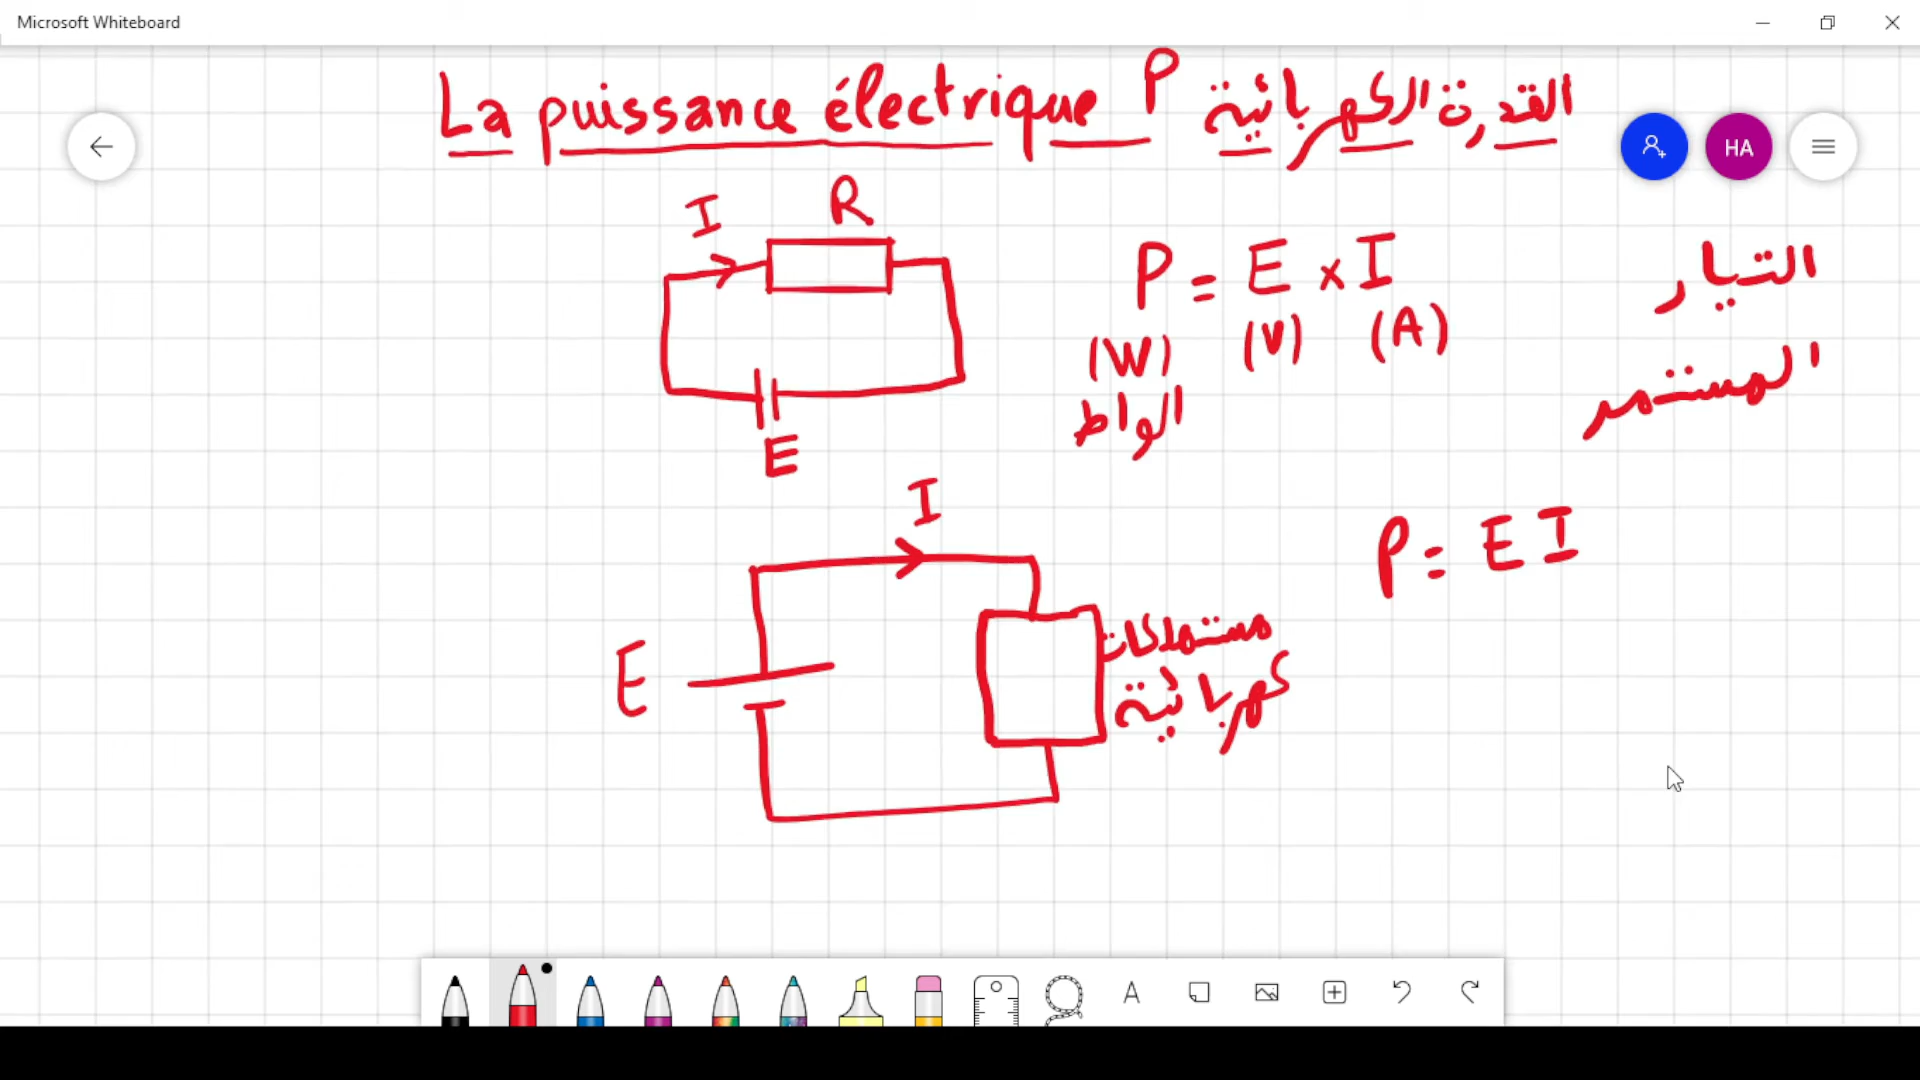 Microsoft Whiteboard
La puissance électrique P القدرة الكهربائية
HA
I
R
P = E x I
(W) (V) (A)
الواط
التيار
المستمر
E
I
P = E I
E
مستهلكات
كهربائية
A